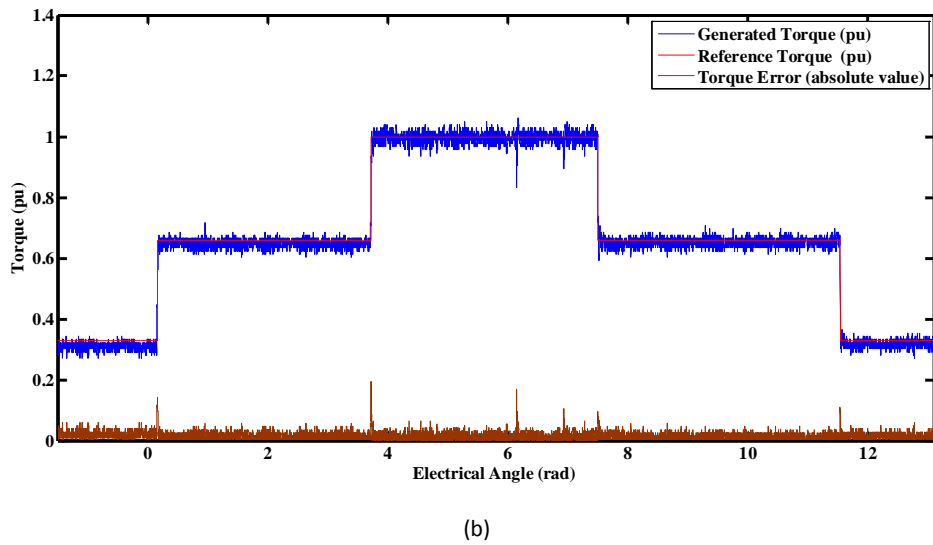 1.4
1.2
1
0.8
0.6
0.4
0.2
0
Torque (pu)
Generated Torque (pu)
Reference Torque (pu)
Torque Error (absolute value)
0 2 4 6 8 10 12
Electrical Angle (rad)
(b)